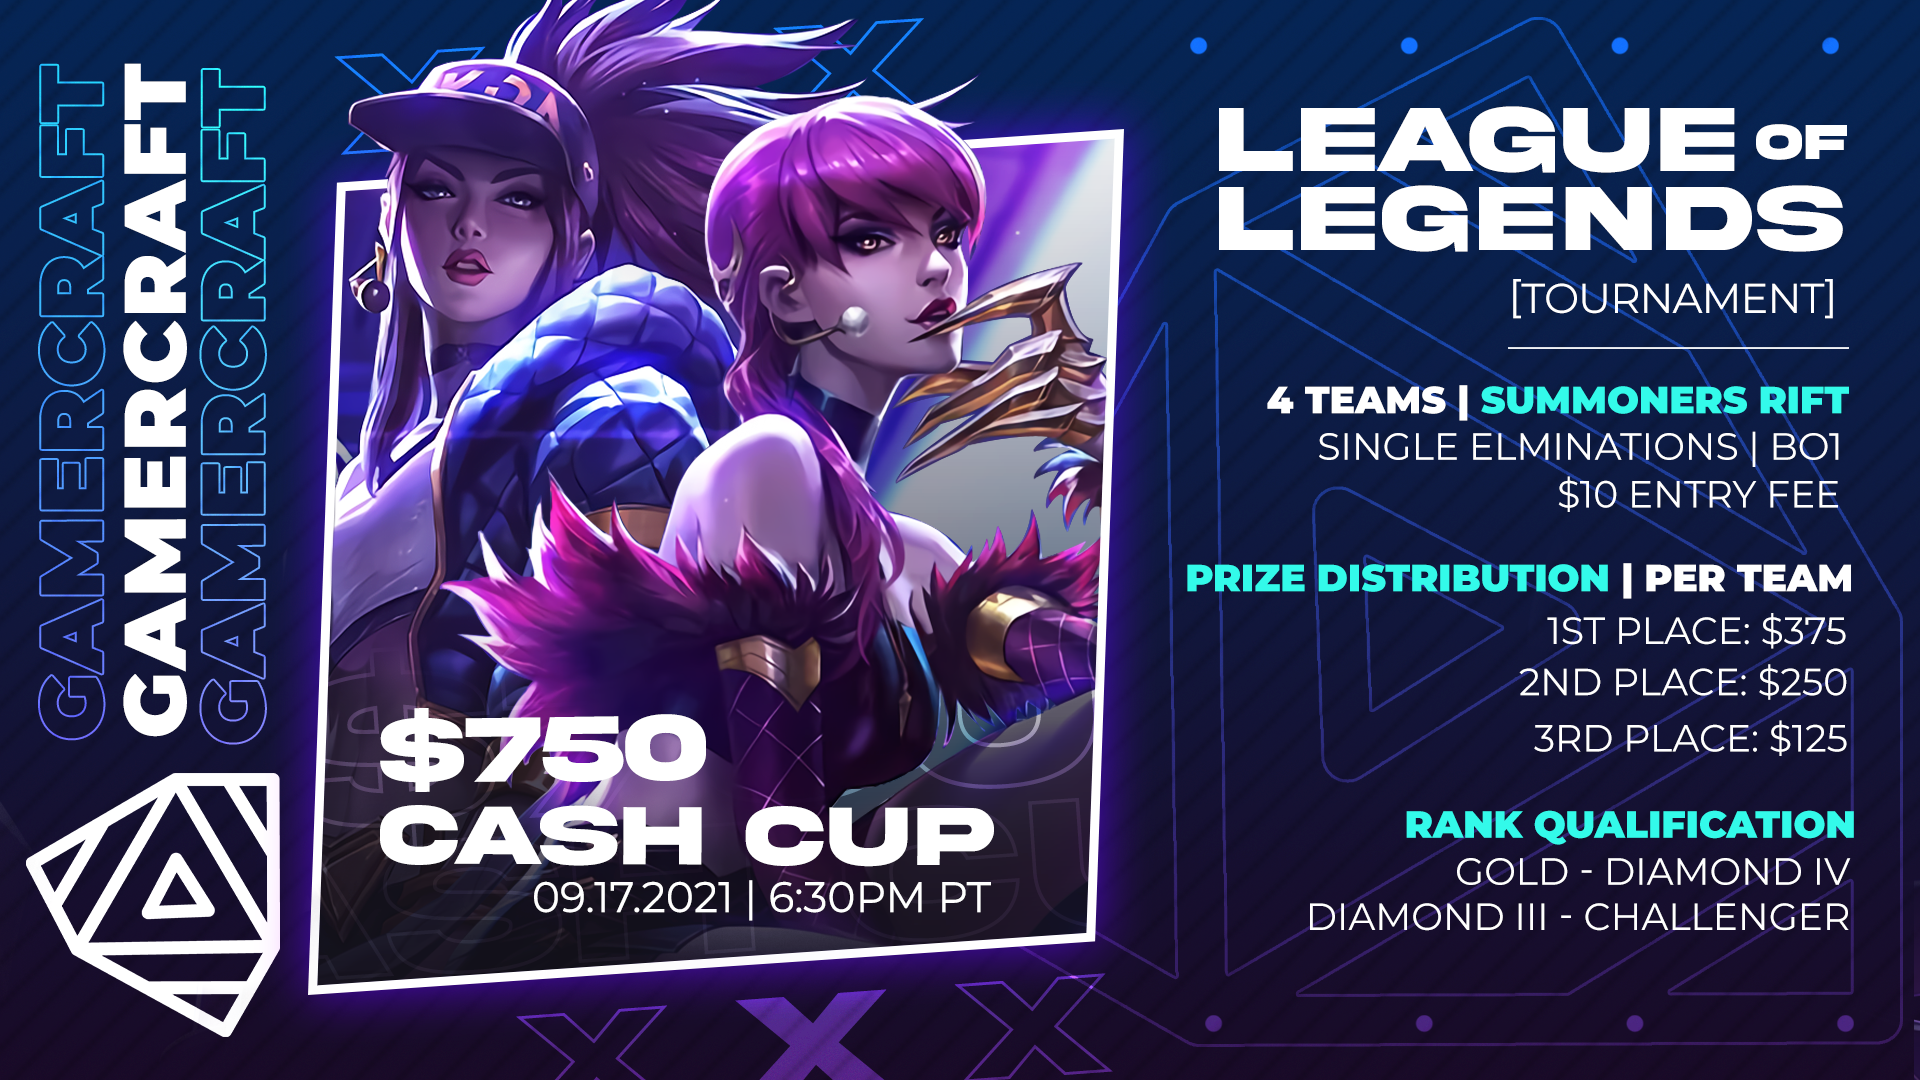 GAMERCRAFT
GAMERCRAFT
GAMERCRAFT
K/DA
$750
CASH CUP
09.17.2021 | 6:30PM PT
LEAGUE OF
LEGENDS
[TOURNAMENT]
4 TEAMS | SUMMONERS RIFT
SINGLE ELMINATIONS | BO1
$10 ENTRY FEE
PRIZE DISTRIBUTION | PER TEAM
1ST PLACE: $375
2ND PLACE: $250
3RD PLACE: $125
RANK QUALIFICATION
GOLD - DIAMOND IV
DIAMOND III - CHALLENGER